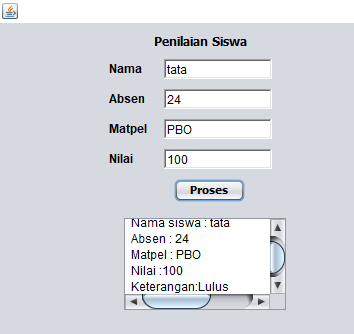 Penilaian Siswa
Nama tata
Absen 24
Matpel PBO
Nilai 100
Proses
Nama siswa : tata
Absen : 24
Matpel : PBO
Nilai :100
Keterangan:Lulus